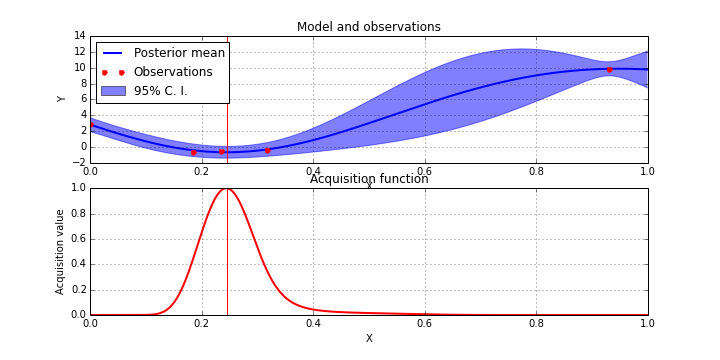 Model and observations
14
12
10
8
6
4
2
0
−2
Y
Posterior mean
Observations
95% C. I.
0.0 0.2 0.4 0.6 0.8 1.0
X
Acquisition function
1.0
0.8
0.6
0.4
0.2
0.0
Acquisition value
0.0 0.2 0.4 0.6 0.8 1.0
X